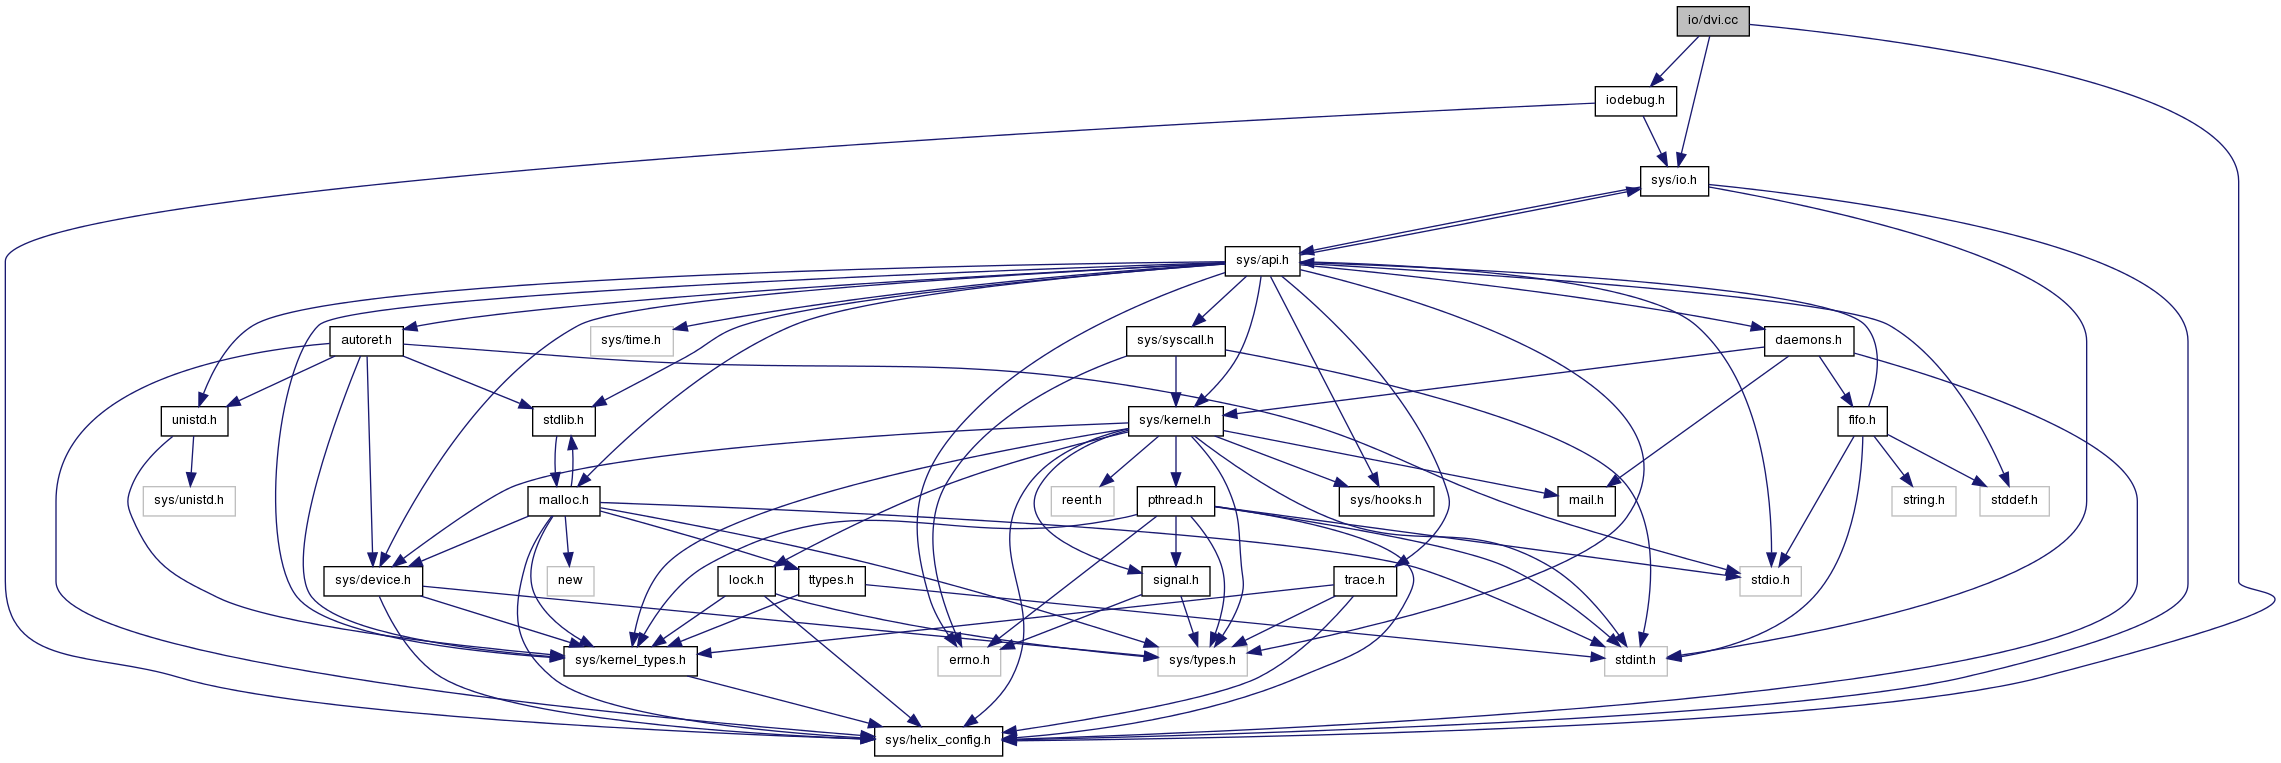 io/dvi.cc
iodebug.h
sys/io.h
sys/api.h
autoret.h
sys/time.h
sys/syscall.h
daemons.h
unistd.h
stdlib.h
sys/kernel.h
fifo.h
sys/unistd.h
malloc.h
reent.h
pthread.h
sys/hooks.h
mail.h
string.h
stddef.h
sys/device.h
new
lock.h
ttypes.h
signal.h
trace.h
stdio.h
sys/kernel_types.h
errno.h
sys/types.h
stdint.h
sys/helix_config.h